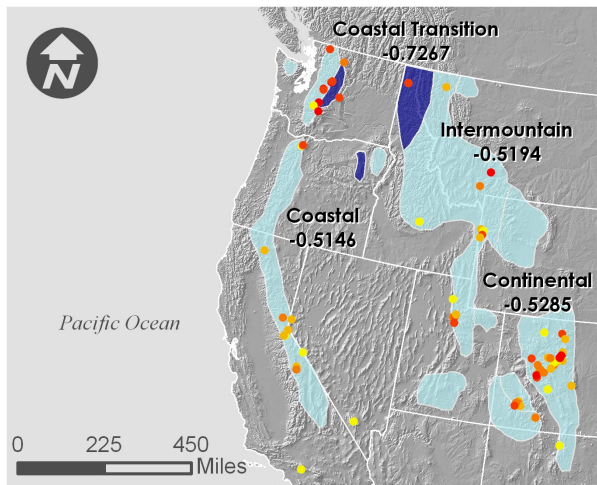 Coastal Transition
-0.7267
N
Intermountain
-0.5194
Coastal
-0.5146
Continental
-0.5285
Pacific Ocean
0 225 450
Miles